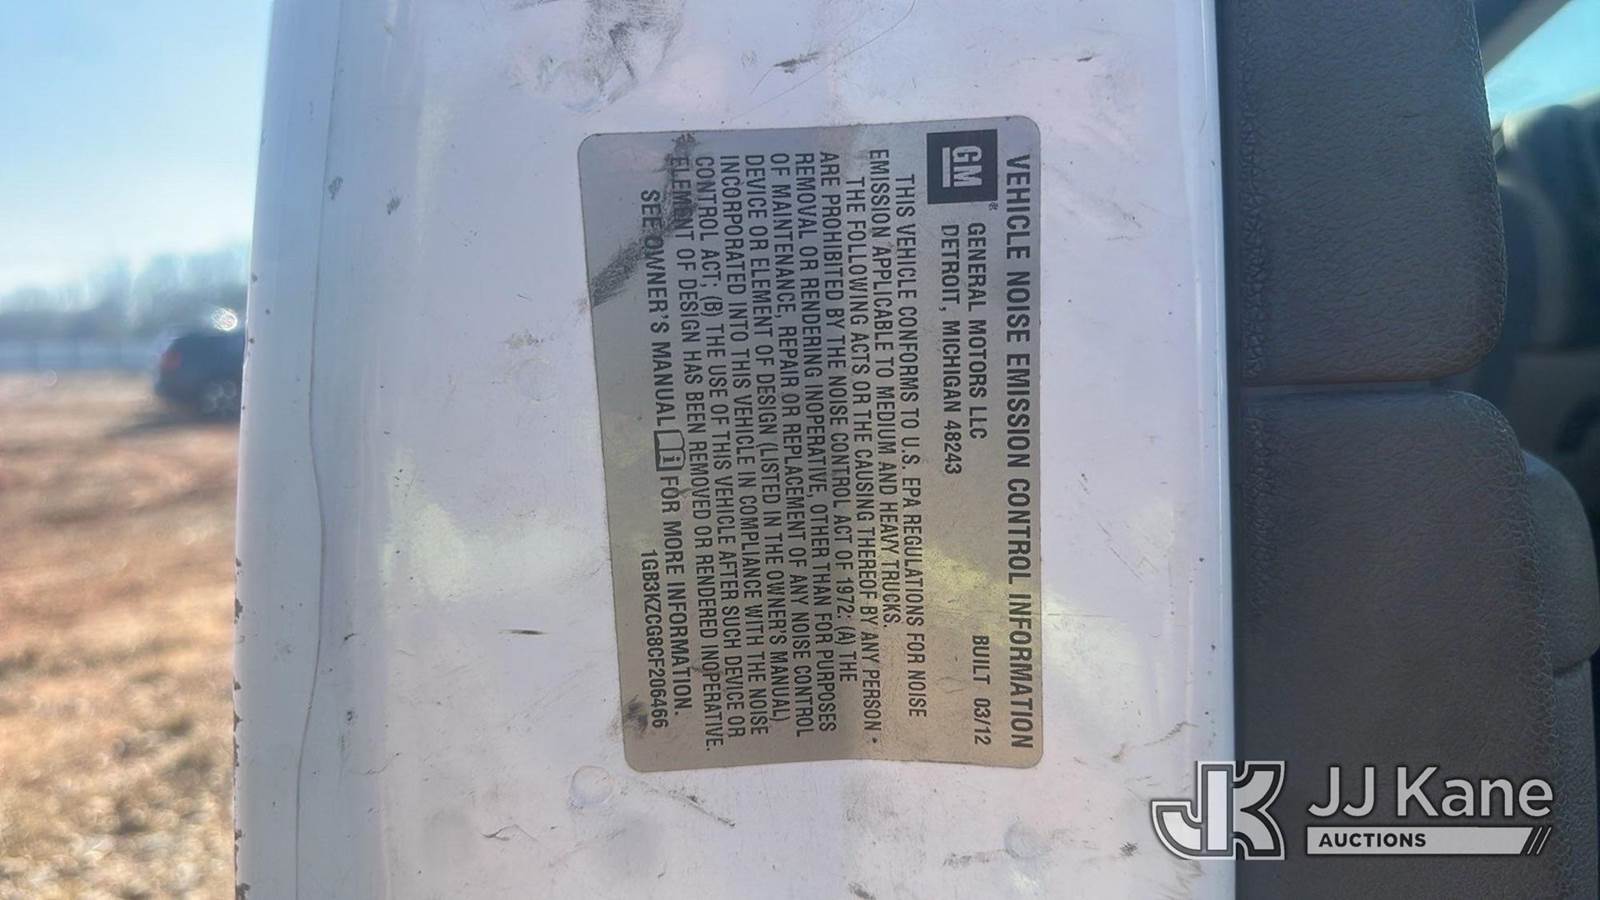 VEHICLE NOISE EMISSION CONTROL INFORMATION
GM
GENERAL MOTORS LLC
BUILT 03/12
DETROIT, MICHIGAN 48243
THIS VEHICLE CONFORMS TO U.S. EPA REGULATIONS FOR NOISE
EMISSION APPLICABLE TO MEDIUM AND HEAVY TRUCKS.
THE FOLLOWING ACTS OR THE CAUSING THEREOF BY ANY PERSON
ARE PROHIBITED BY THE NOISE CONTROL ACT OF 1972: (A) THE
REMOVAL OR RENDERING INOPERATIVE, OTHER THAN FOR PURPOSES
OF MAINTENANCE, REPAIR OR REPLACEMENT OF ANY NOISE CONTROL
DEVICE OR ELEMENT OF DESIGN (LISTED IN THE OWNER'S MANUAL)
INCORPORATED INTO THIS VEHICLE IN COMPLIANCE WITH THE NOISE
CONTROL ACT; (B) THE USE OF THIS VEHICLE AFTER SUCH DEVICE OR
ELEMENT OF DESIGN HAS BEEN REMOVED OR RENDERED INOPERATIVE.
SEE OWNER'S MANUAL FOR MORE INFORMATION.
1GB3KZCG8CF206466
JK JJ Kane
AUCTIONS